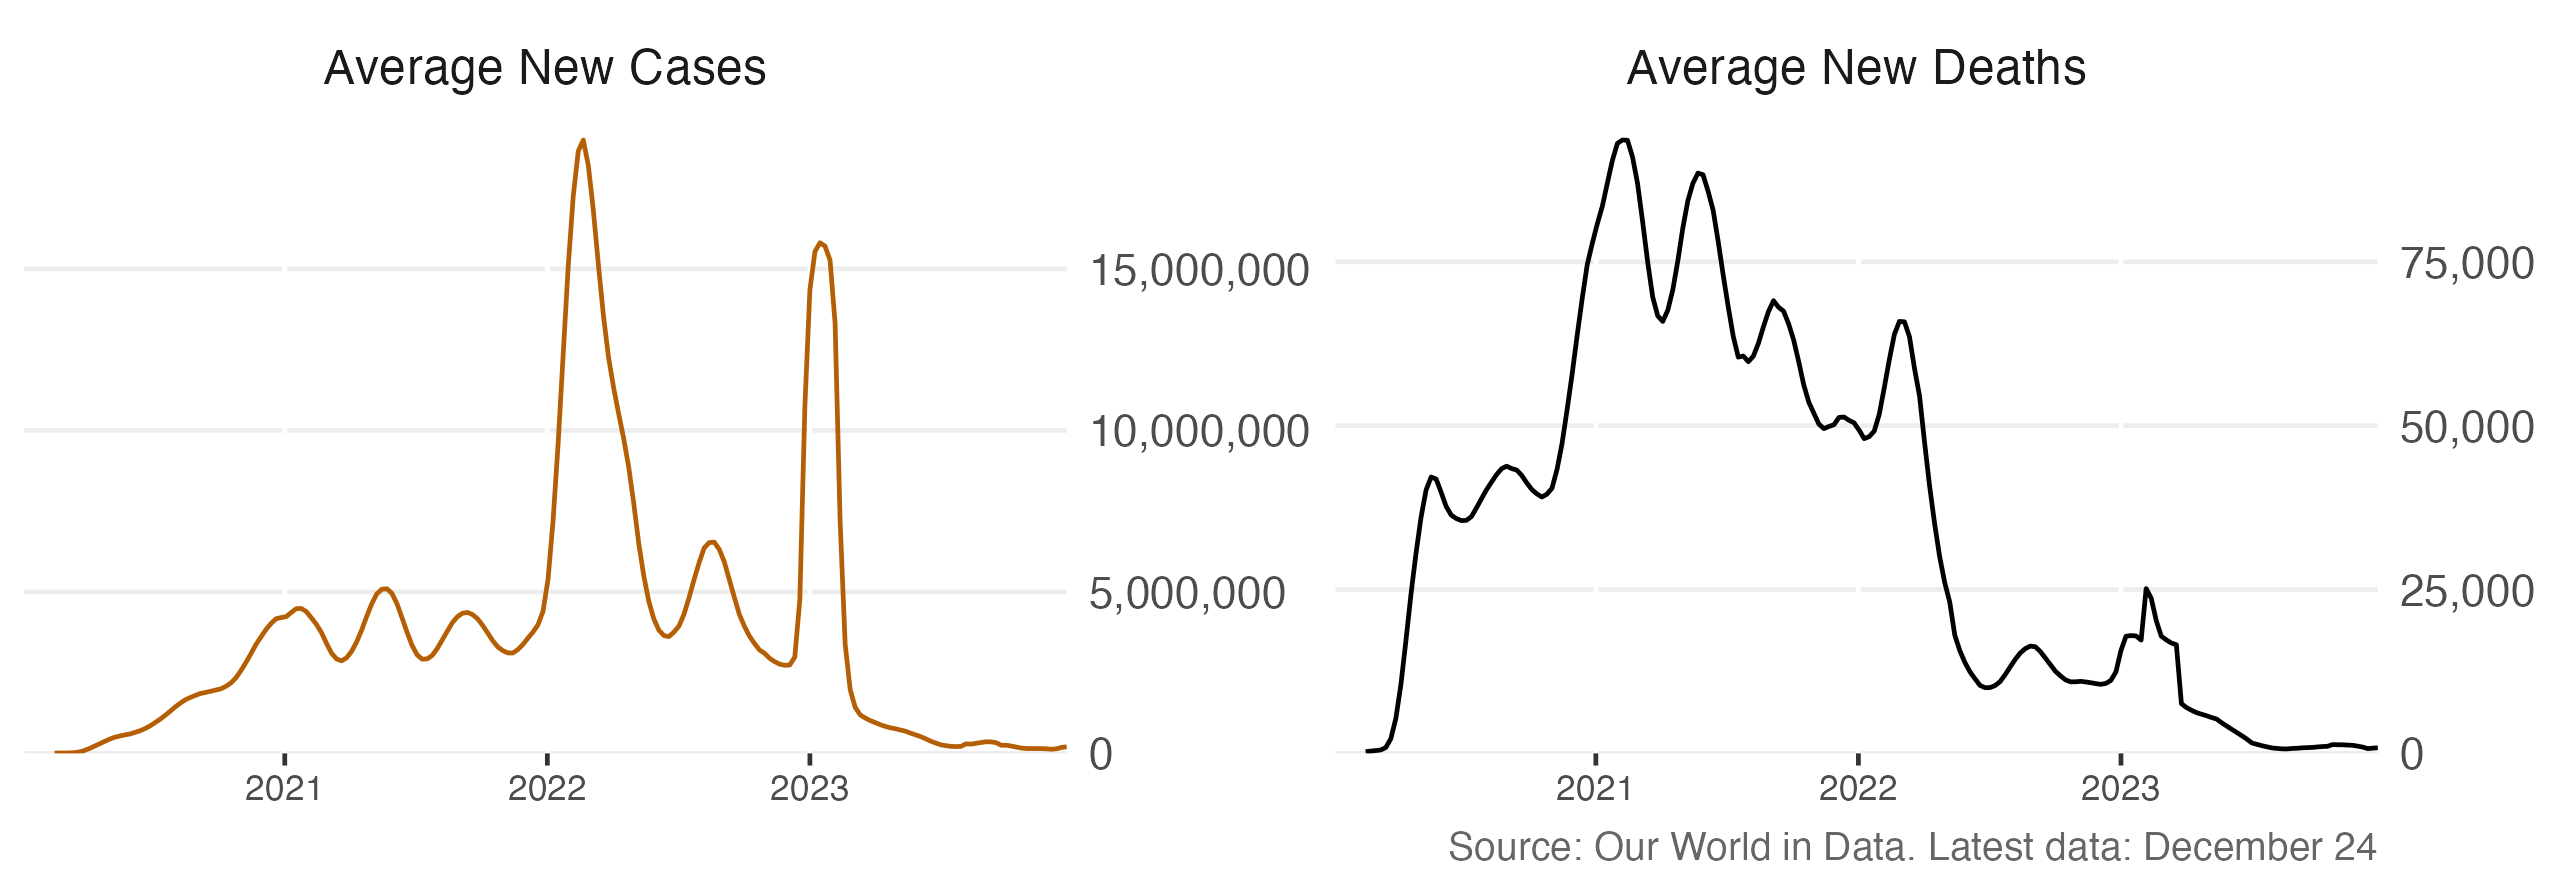 Average New Cases
15,000,000
10,000,000
5,000,000
0
2021 2022 2023
Average New Deaths
75,000
50,000
25,000
0
2021 2022 2023
Source: Our World in Data. Latest data: December 24